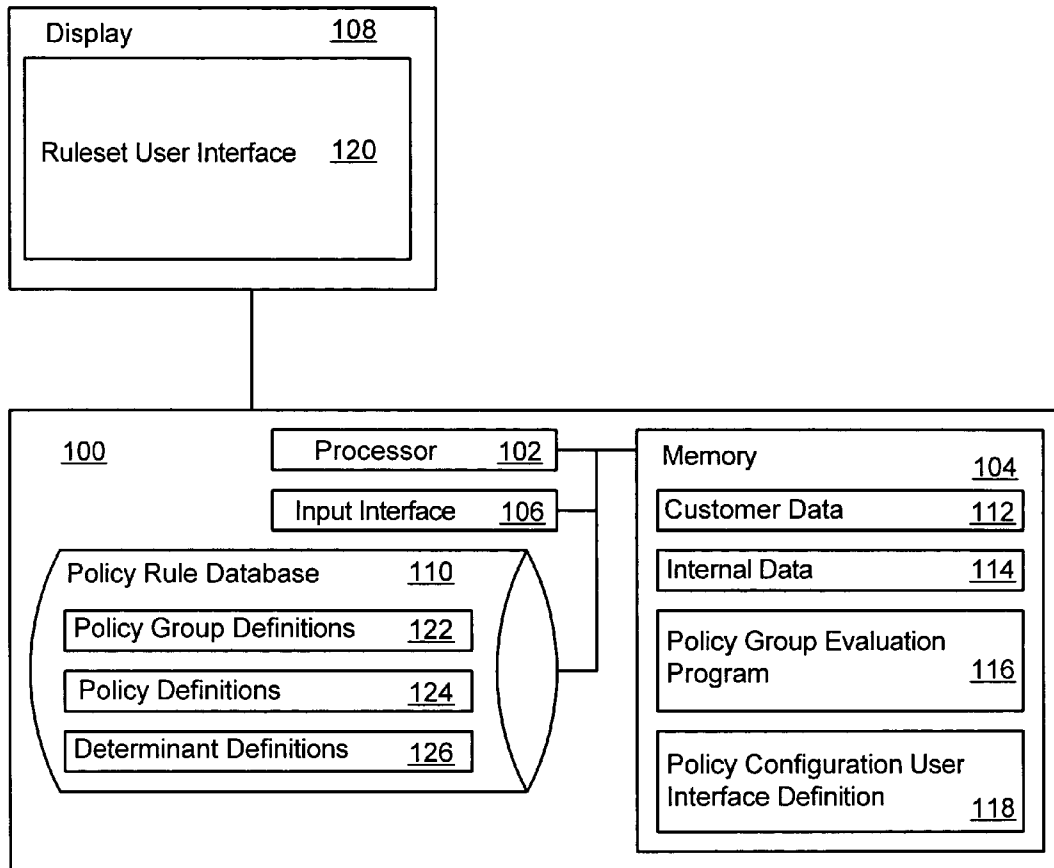 Display 108
Ruleset User Interface 120
100
Processor 102
Input Interface 106
Policy Rule Database 110
Policy Group Definitions 122
Policy Definitions 124
Determinant Definitions 126
Memory 104
Customer Data 112
Internal Data 114
Policy Group Evaluation
Program 116
Policy Configuration User
Interface Definition 118